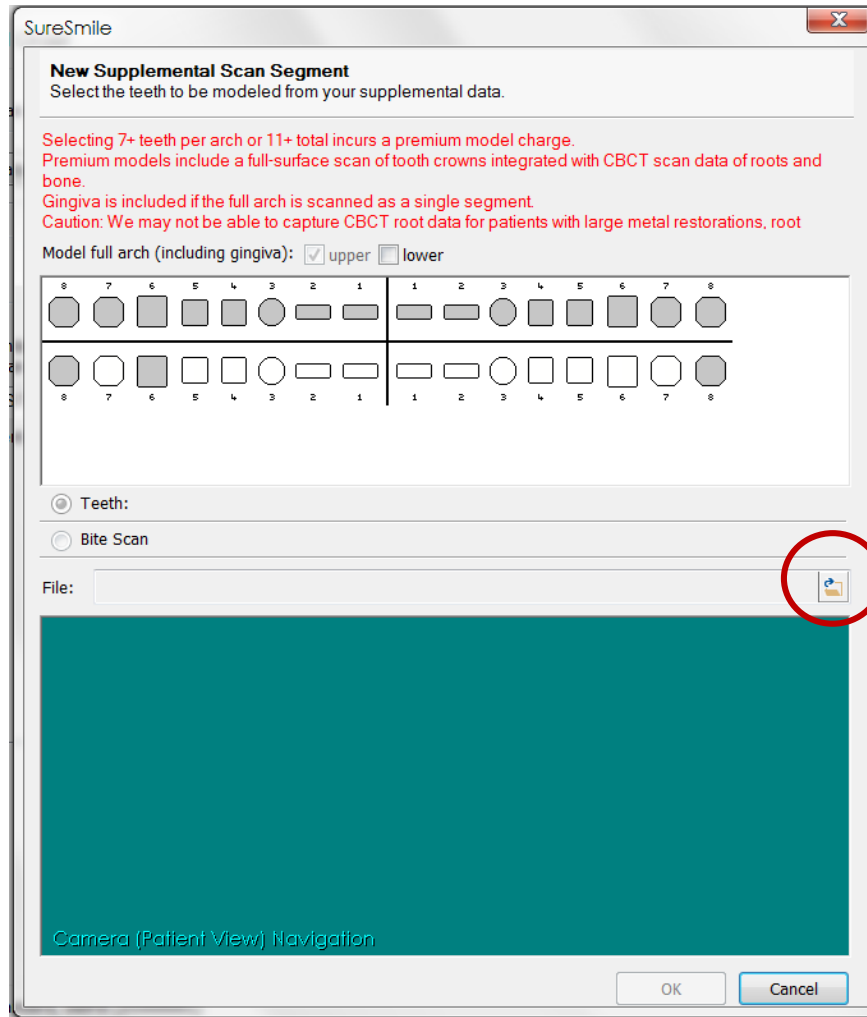 SureSmile
New Supplemental Scan Segment
Select the teeth to be modeled from your supplemental data.
Selecting 7+ teeth per arch or 11+ total incurs a premium model charge.
Premium models include a full-surface scan of tooth crowns integrated with CBCT scan data of roots and
bone.
Gingiva is included if the full arch is scanned as a single segment.
Caution: We may not be able to capture CBCT root data for patients with large metal restorations, root
Model full arch (including gingiva): upper lower
8 7 6 5 4 3 2 1 1 2 3 4 5 6 7 8
8 7 6 5 4 3 2 1 1 2 3 4 5 6 7 8
Teeth:
Bite Scan
File:
Camera (Patient View) Navigation
OK Cancel